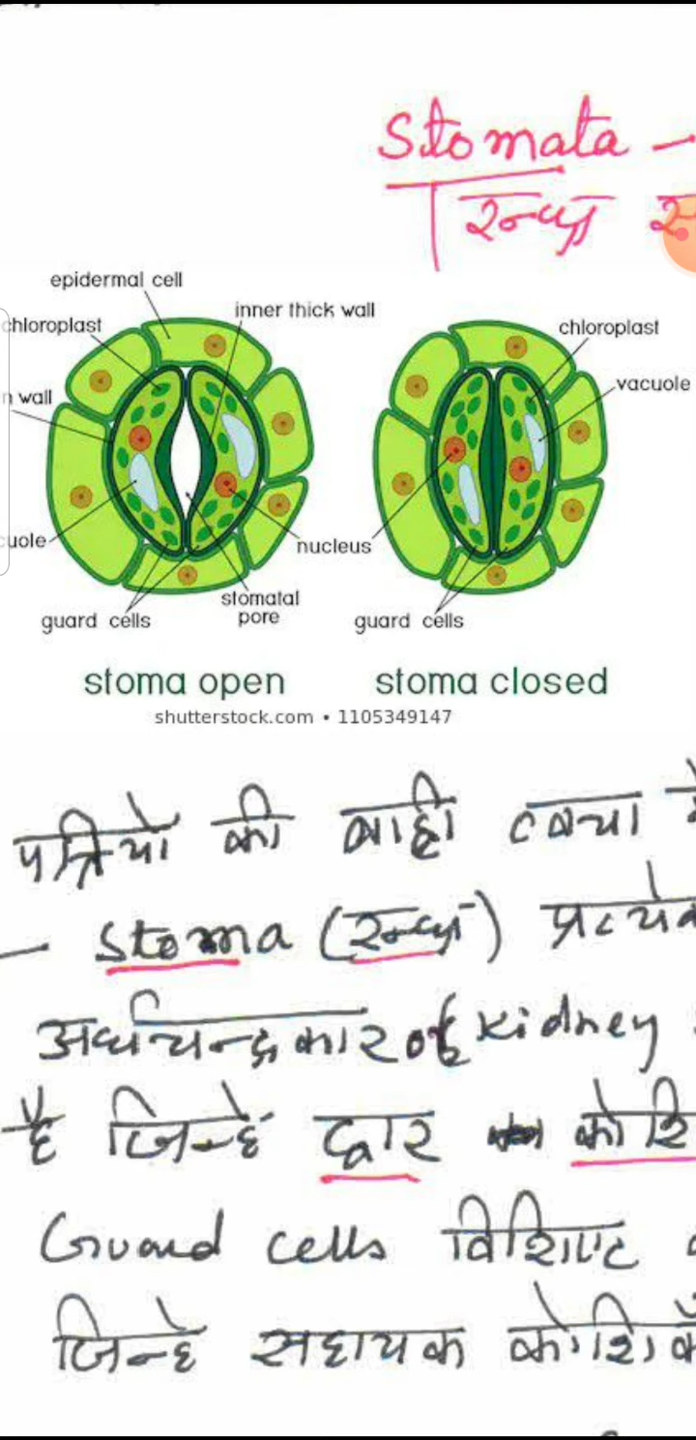 Stomata -
रन्ध्र
epidermal cell
inner thick wall
chloroplast
chloroplast
n wall
vacuole
uole
nucleus
stomatal
pore
guard cells
guard cells
stoma open
stoma closed
shutterstock.com • 1105349147
पत्तियो की बाह्य त्वचा
- Stoma (रन्ध्र) प्रत्येक
अर्धचन्द्रकार or kidney
है जिन्हें द्वार कोशि
Guard cells विशिष्ट
जिन्हे सहायक कोशिक